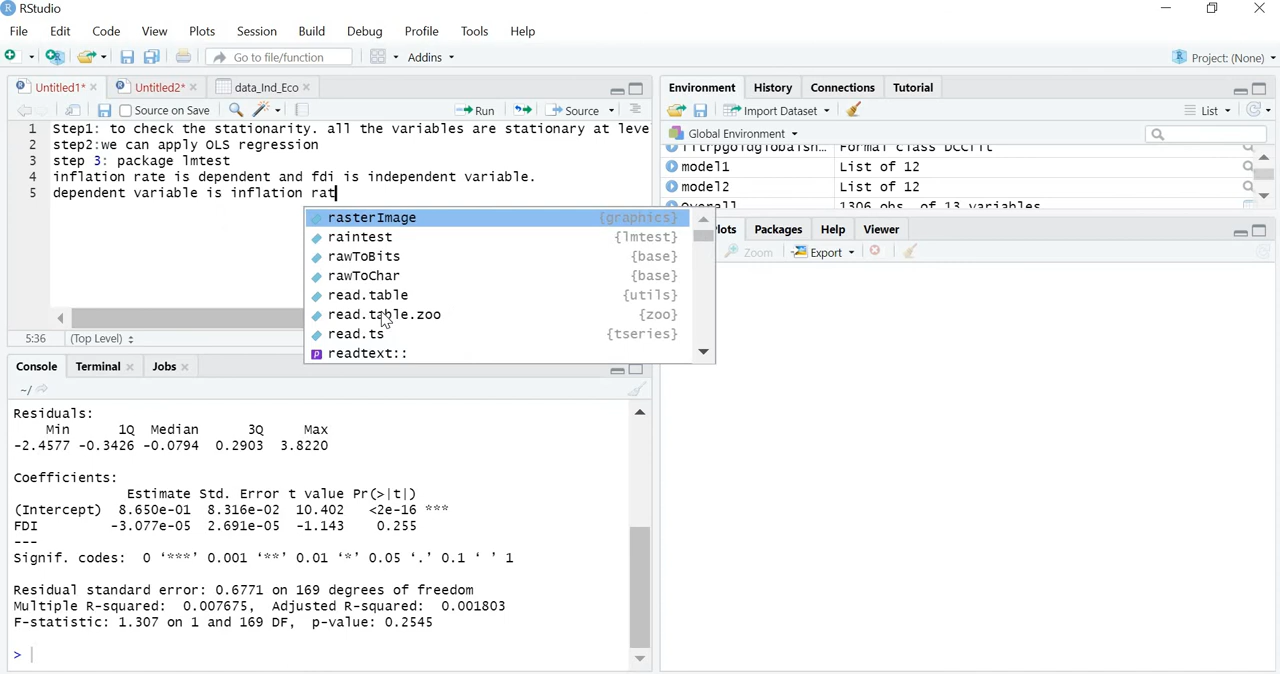 RStudio
File Edit Code View Plots Session Build Debug Profile Tools Help
Go to file/function Addins Project: (None)
Untitled1* Untitled2* data_Ind_Eco
Source on Save Run Source
1 Step1: to check the stationarity. all the variables are stationary at leve
2 step2:we can apply OLS regression
3 step 3: package lmtest
4 inflation rate is dependent and fdi is independent variable.
5 dependent variable is inflation rat
rasterImage {graphics}
raintest {lmtest}
rawToBits {base}
rawToChar {base}
read.table {utils}
read.table.zoo {zoo}
read.ts {tseries}
readtext::
5:36 (Top Level)
Console Terminal Jobs
~/
Residuals:
Min 1Q Median 3Q Max
-2.4577 -0.3426 -0.0794 0.2903 3.8220
Coefficients:
Estimate Std. Error t value Pr(>|t|)
(Intercept) 8.650e-01 8.316e-02 10.402 <2e-16 ***
FDI -3.077e-05 2.691e-05 -1.143 0.255
---
Signif. codes: 0 ‘***’ 0.001 ‘**’ 0.01 ‘*’ 0.05 ‘.’ 0.1 ‘ ’ 1
Residual standard error: 0.6771 on 169 degrees of freedom
Multiple R-squared: 0.007675, Adjusted R-squared: 0.001803
F-statistic: 1.307 on 1 and 169 DF, p-value: 0.2545
>
Environment History Connections Tutorial
Import Dataset List
Global Environment
Formal class DCCfit
model1 List of 12
model2 List of 12
Overall 1306 obs. of 13 variables
lots Packages Help Viewer
Zoom Export